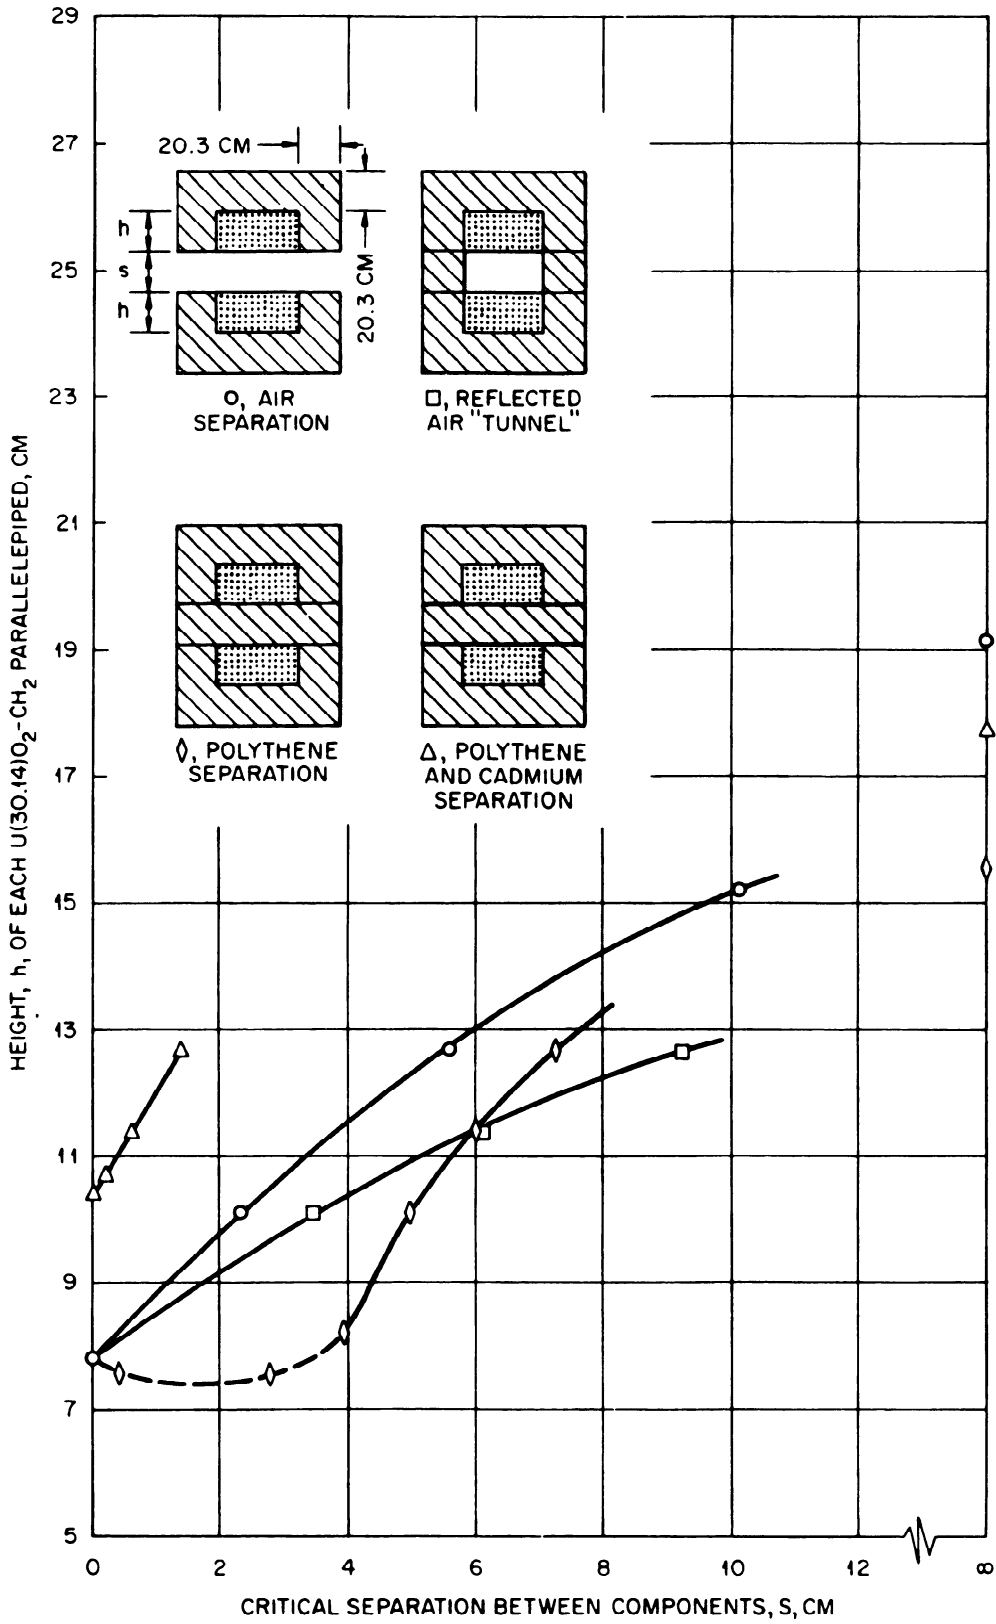 29
27
25
23
21
19
17
15
13
11
9
7
5
HEIGHT, h, OF EACH U(30.14)O2-CH2 PARALLELEPIPED, CM
20.3 CM
h
s
h
20.3 CM
O, AIR
SEPARATION
□, REFLECTED
AIR "TUNNEL"
◊, POLYTHENE
SEPARATION
△, POLYTHENE
AND CADMIUM
SEPARATION
0 2 4 6 8 10 12 ∞
CRITICAL SEPARATION BETWEEN COMPONENTS, S, CM